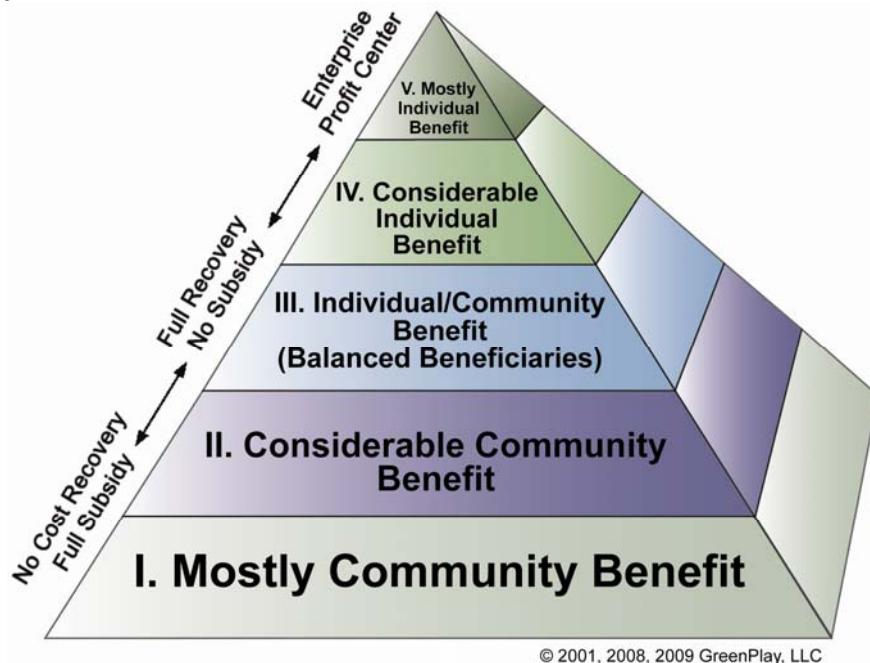 Enterprise
Profit Center
Full Recovery
No Subsidy
No Cost Recovery
Full Subsidy
V. Mostly
Individual
Benefit
IV. Considerable
Individual
Benefit
III. Individual/Community
Benefit
(Balanced Beneficiaries)
II. Considerable Community
Benefit
I. Mostly Community Benefit
© 2001, 2008, 2009 GreenPlay, LLC